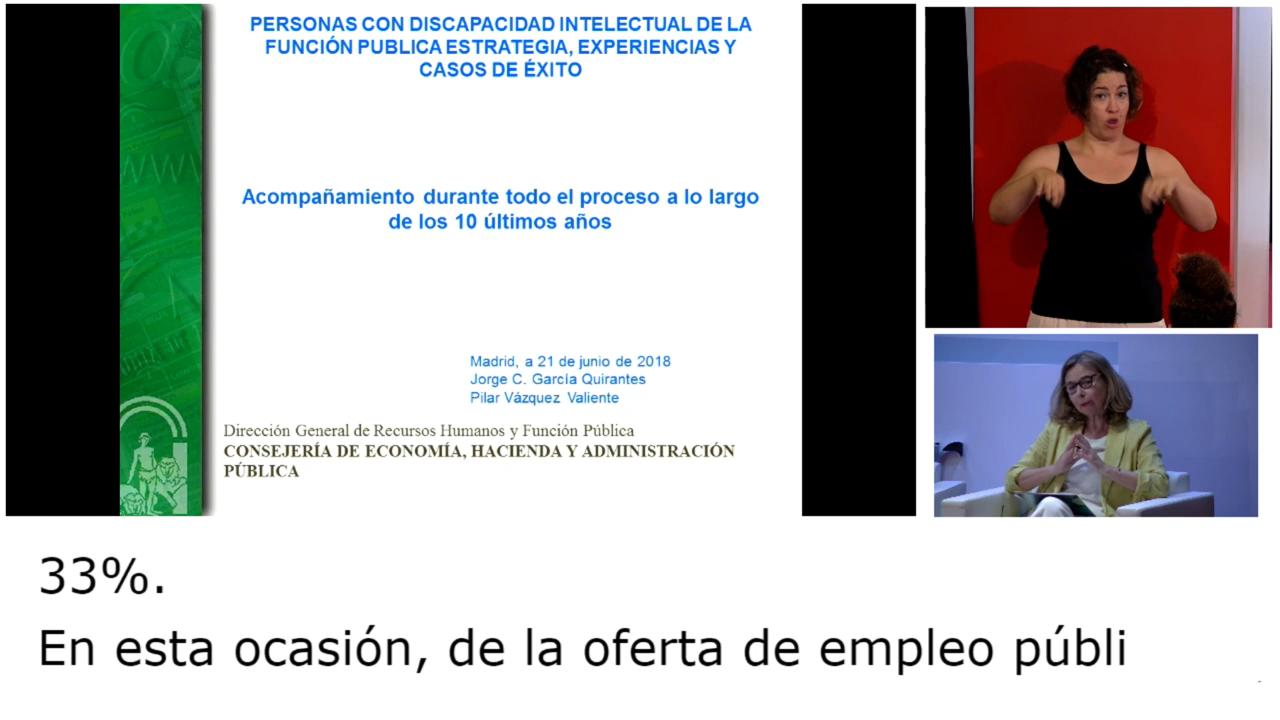 PERSONAS CON DISCAPACIDAD INTELECTUAL DE LA
FUNCIÓN PUBLICA ESTRATEGIA, EXPERIENCIAS Y
CASOS DE ÉXITO
Acompañamiento durante todo el proceso a lo largo
de los 10 últimos años
Madrid, a 21 de junio de 2018
Jorge C. García Quirantes
Pilar Vázquez Valiente
Dirección General de Recursos Humanos y Función Pública
CONSEJERÍA DE ECONOMÍA, HACIENDA Y ADMINISTRACIÓN
PÚBLICA
33%.
En esta ocasión, de la oferta de empleo públi